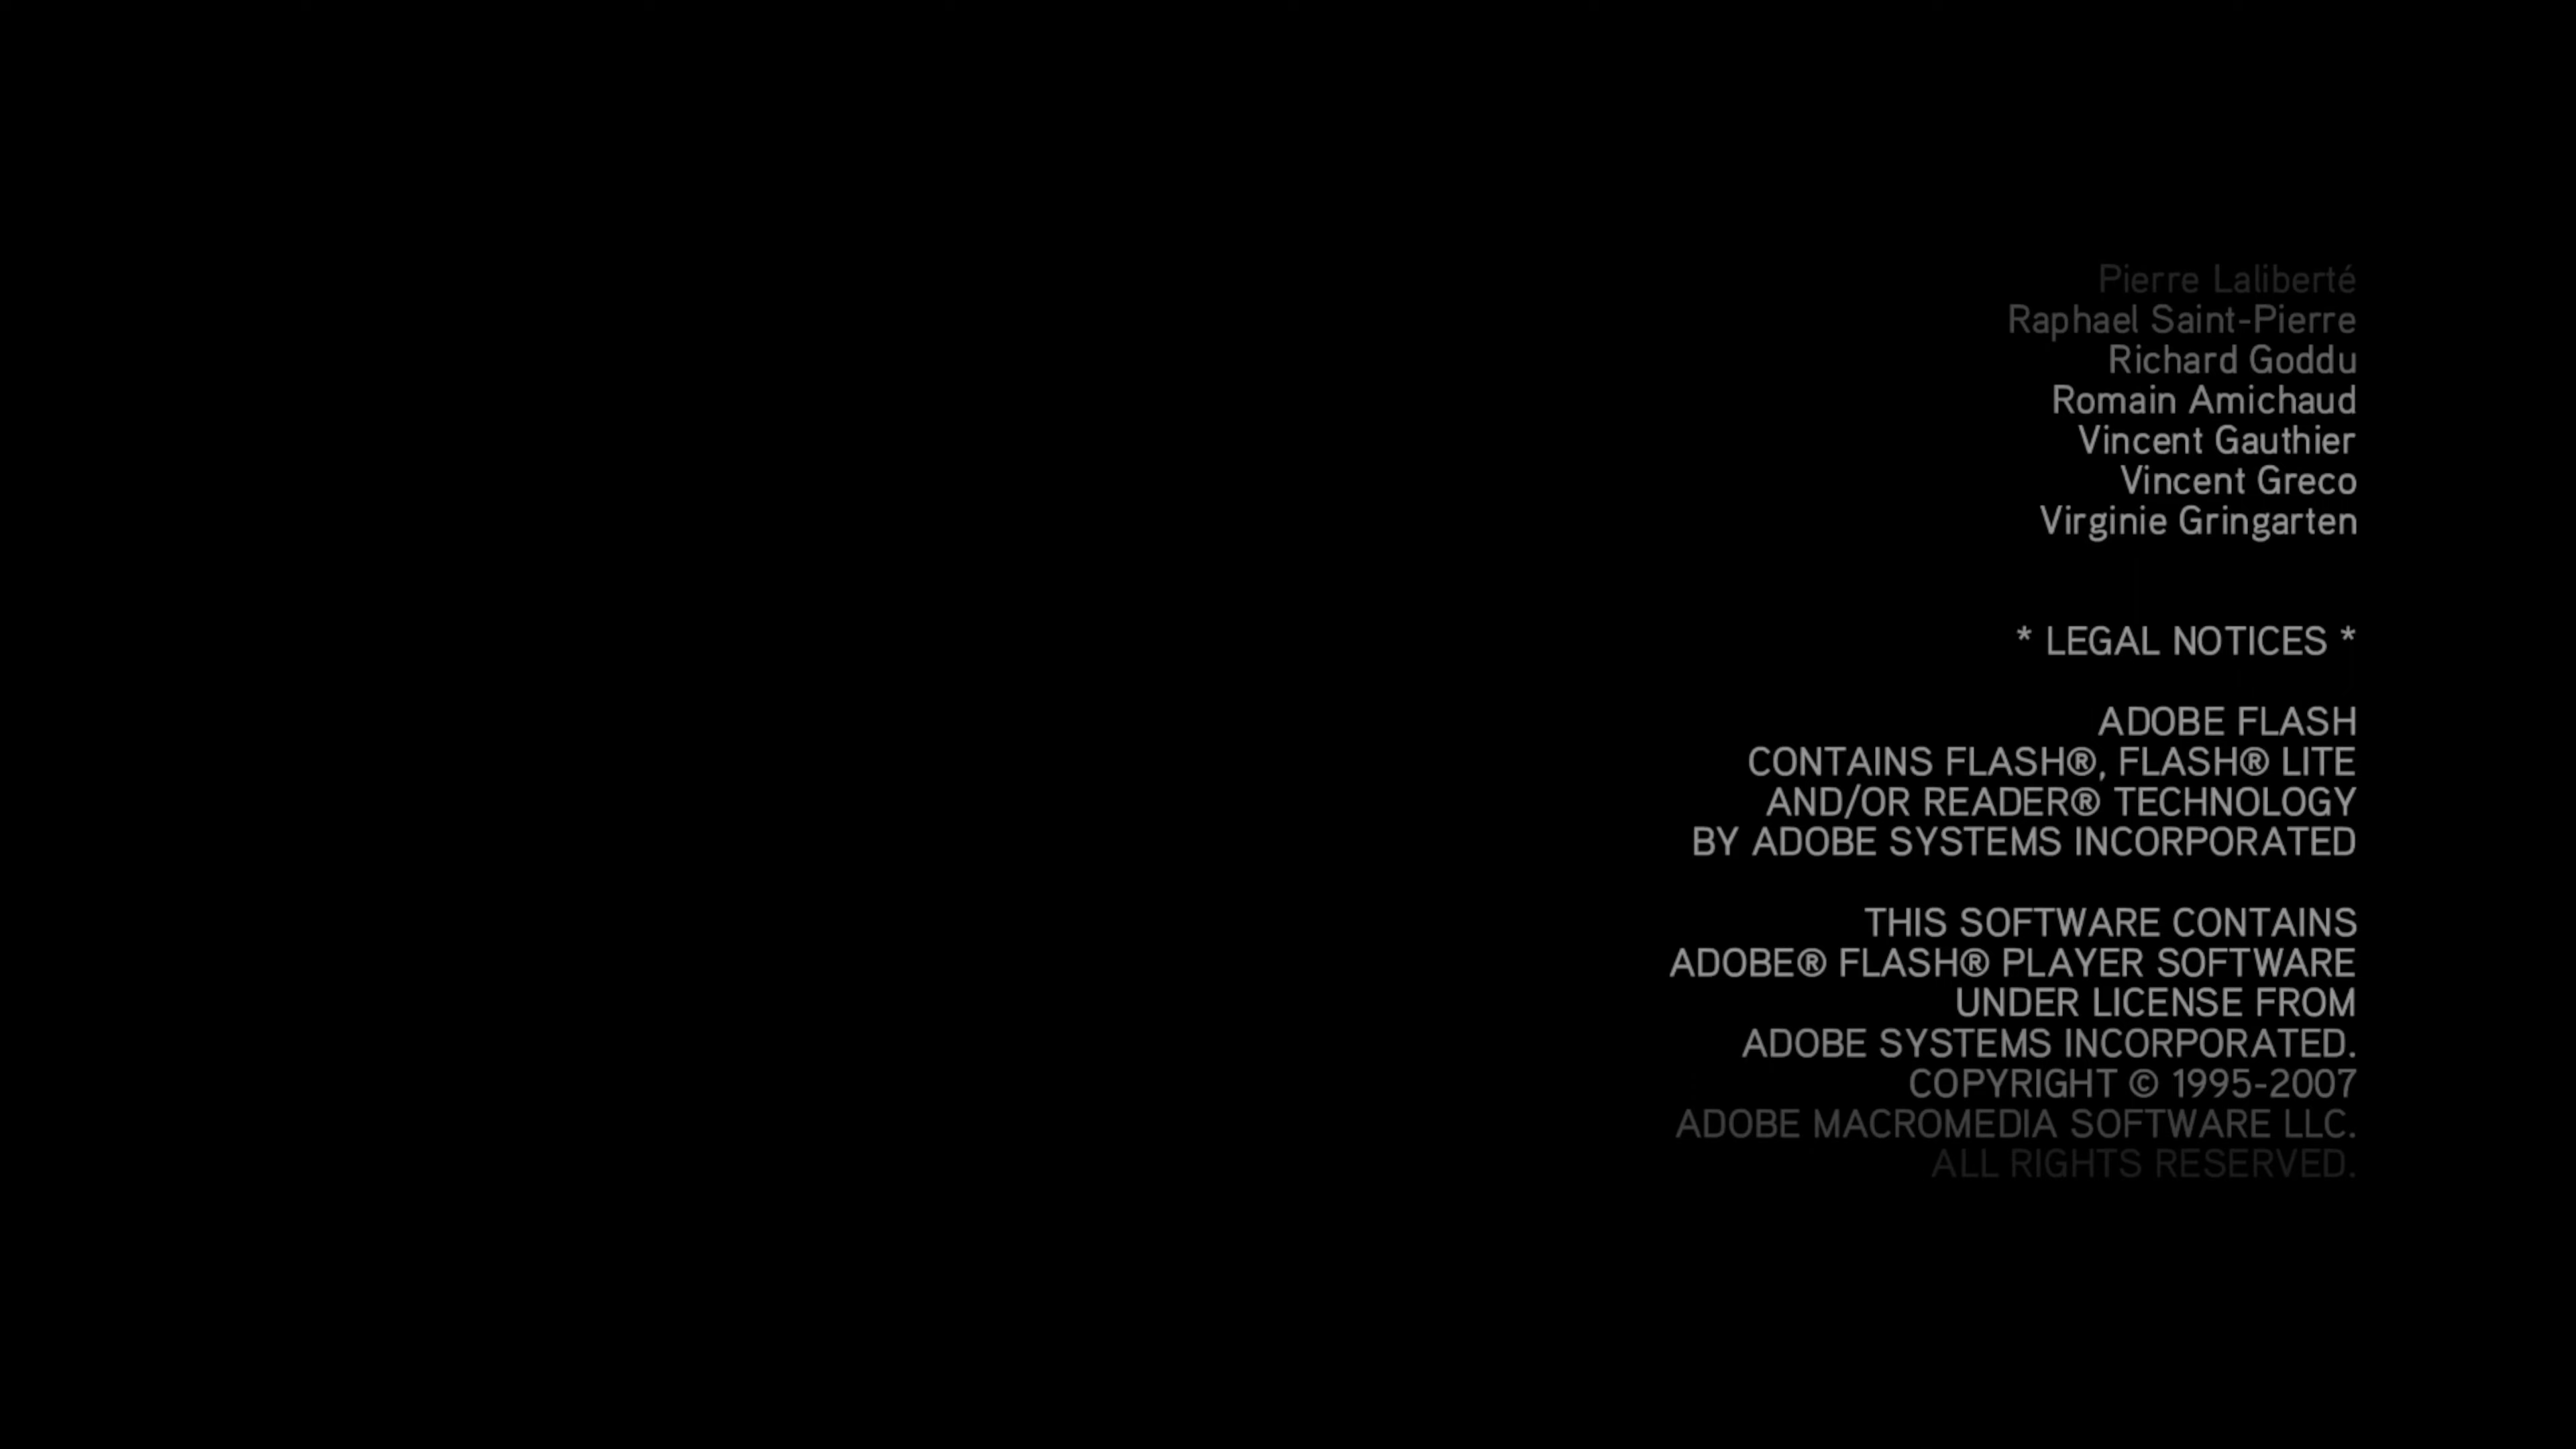 Pierre Laliberté
Raphael Saint-Pierre
Richard Goddu
Romain Amichaud
Vincent Gauthier
Vincent Greco
Virginie Gringarten
* LEGAL NOTICES *
ADOBE FLASH
CONTAINS FLASH®, FLASH® LITE
AND/OR READER® TECHNOLOGY
BY ADOBE SYSTEMS INCORPORATED
THIS SOFTWARE CONTAINS
ADOBE® FLASH® PLAYER SOFTWARE
UNDER LICENSE FROM
ADOBE SYSTEMS INCORPORATED.
COPYRIGHT © 1995-2007
ADOBE MACROMEDIA SOFTWARE LLC.
ALL RIGHTS RESERVED.